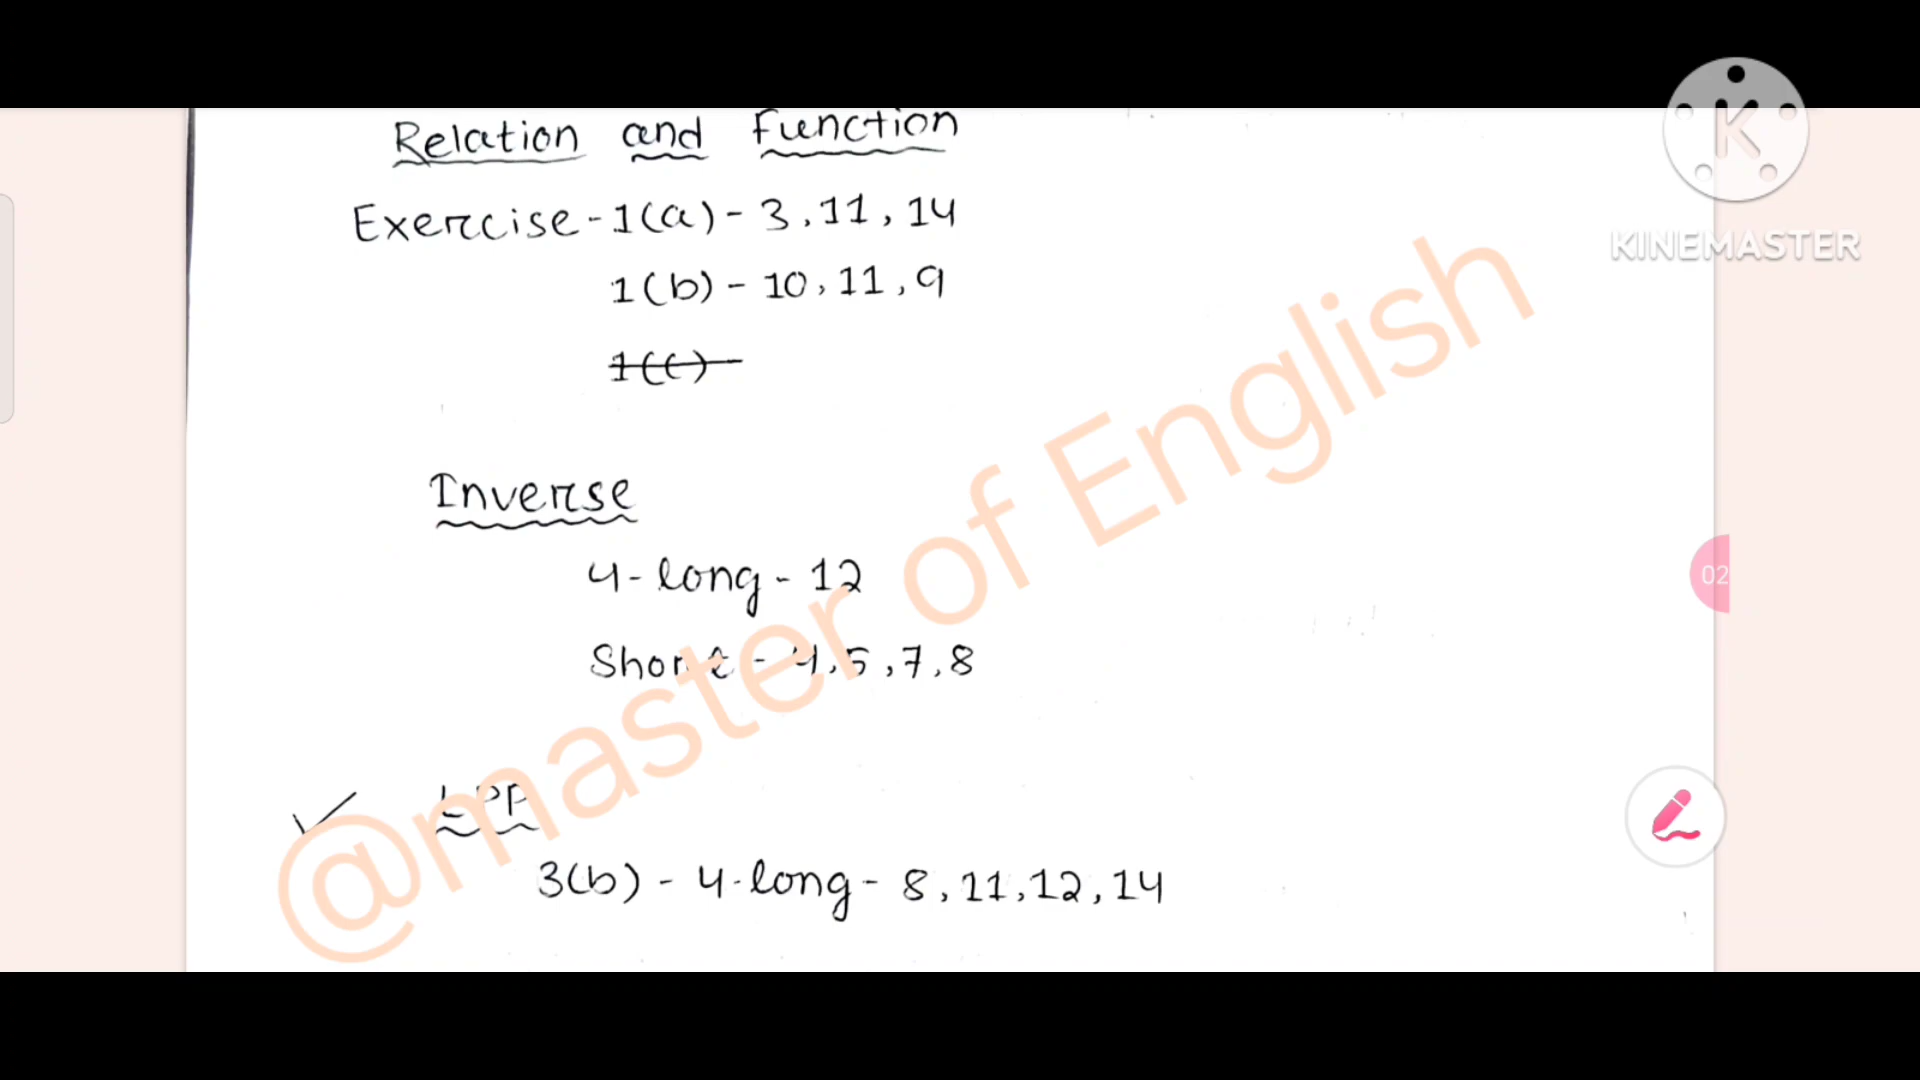 Relation and Function
Exercise - 1(a) - 3, 11, 14
1(b) - 10, 11, 9
1(c) -
Inverse
4 - long - 12
Short - 4, 5, 7, 8
LPP
3(b) - 4 - long - 8, 11, 12, 14
@master of English
K
KINEMASTER
02